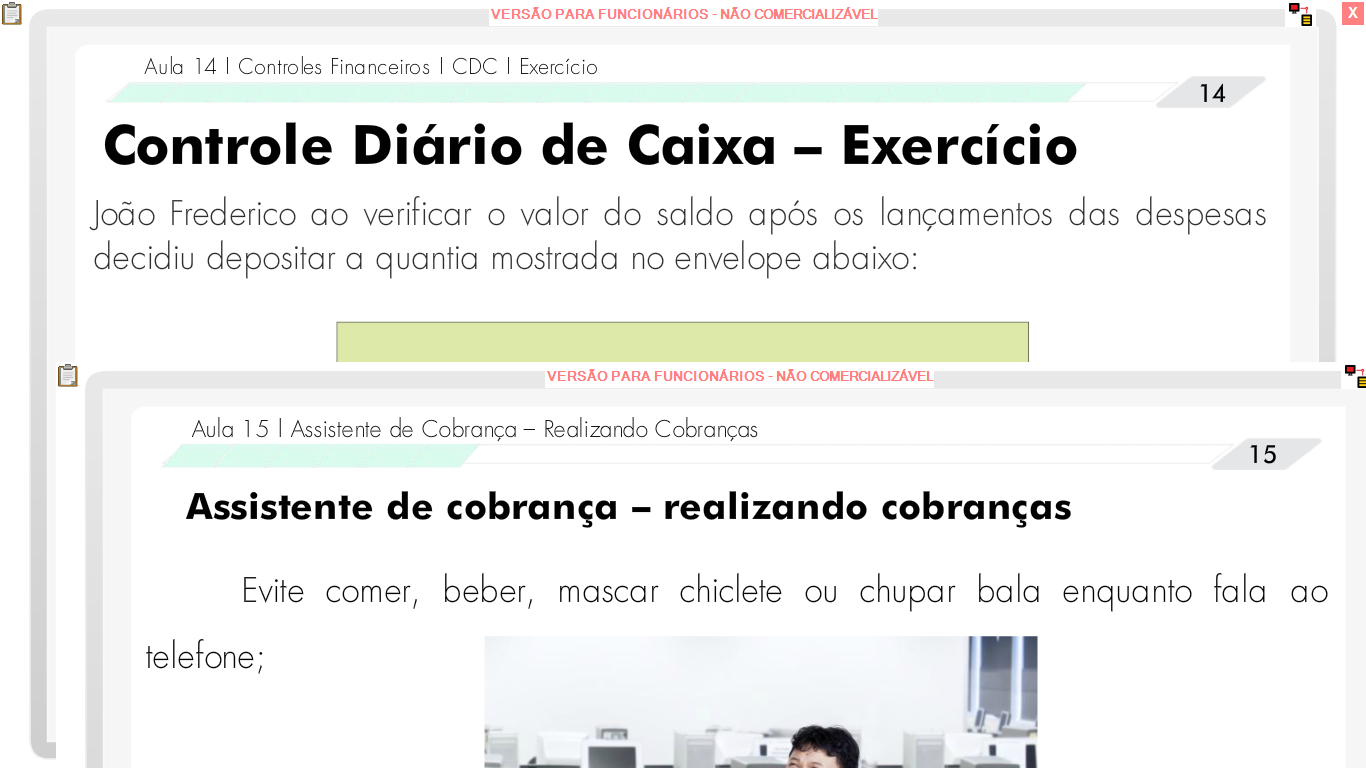 VERSÃO PARA FUNCIONÁRIOS - NÃO COMERCIALIZÁVEL
X
Aula 14 | Controles Financeiros | CDC | Exercício
14
Controle Diário de Caixa – Exercício
João Frederico ao verificar o valor do saldo após os lançamentos das despesas
decidiu depositar a quantia mostrada no envelope abaixo:
VERSÃO PARA FUNCIONÁRIOS - NÃO COMERCIALIZÁVEL
Aula 15 | Assistente de Cobrança – Realizando Cobranças
15
Assistente de cobrança – realizando cobranças
Evite comer, beber, mascar chiclete ou chupar bala enquanto fala ao
telefone;